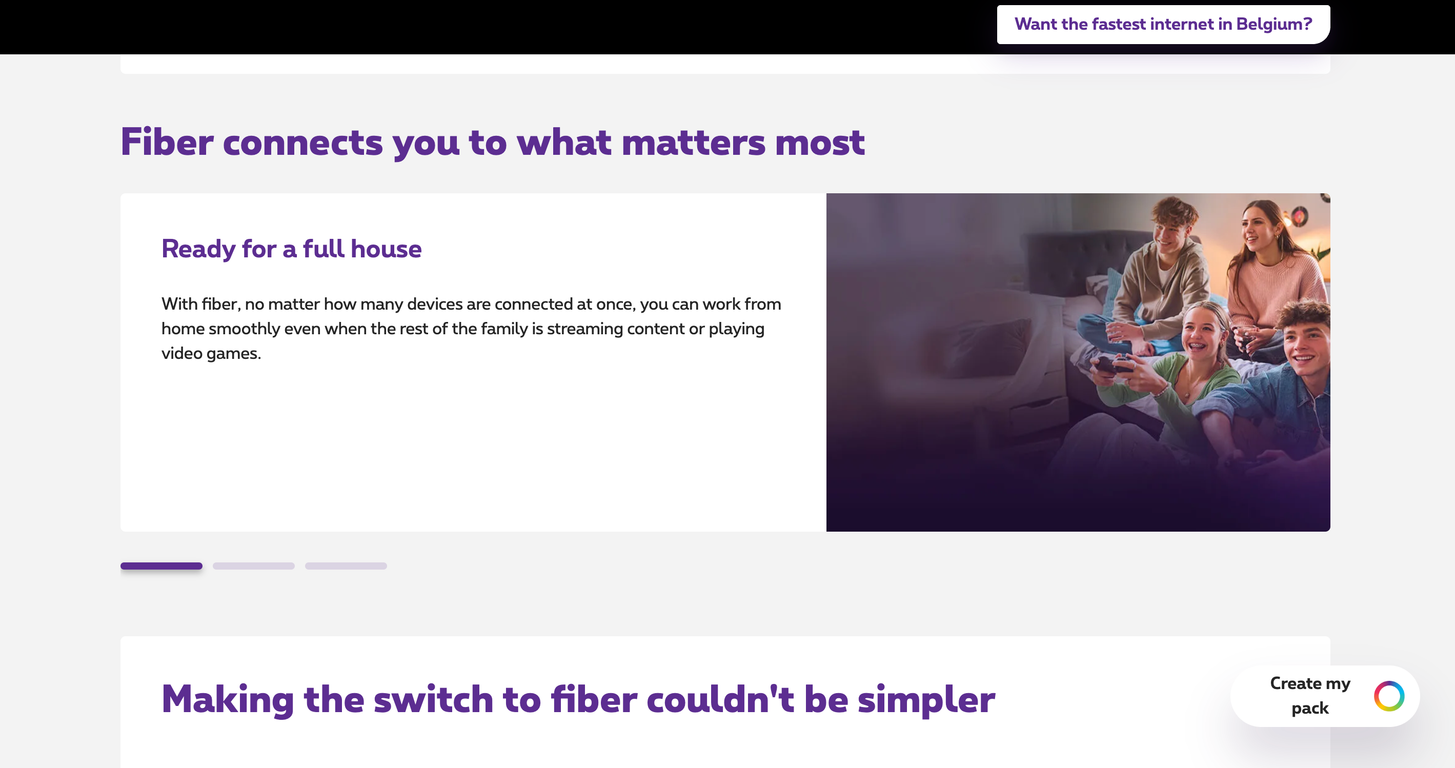 Want the fastest internet in Belgium?
Fiber connects you to what matters most
Ready for a full house
With fiber, no matter how many devices are connected at once, you can work from
home smoothly even when the rest of the family is streaming content or playing
video games.
Making the switch to fiber couldn't be simpler
Create my
pack